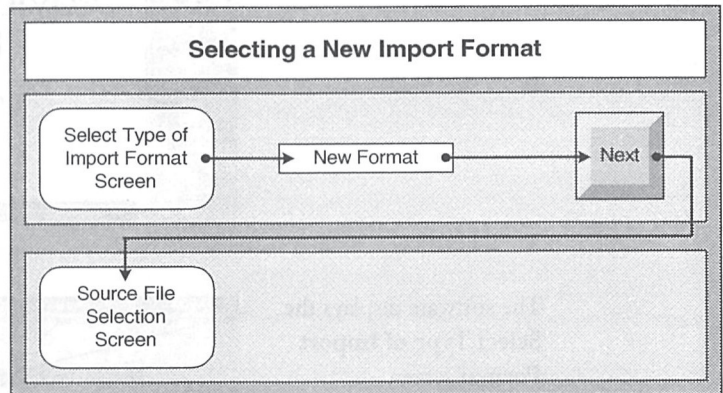 Selecting a New Import Format
Select Type of
Import Format
Screen
New Format
Next
Source File
Selection
Screen